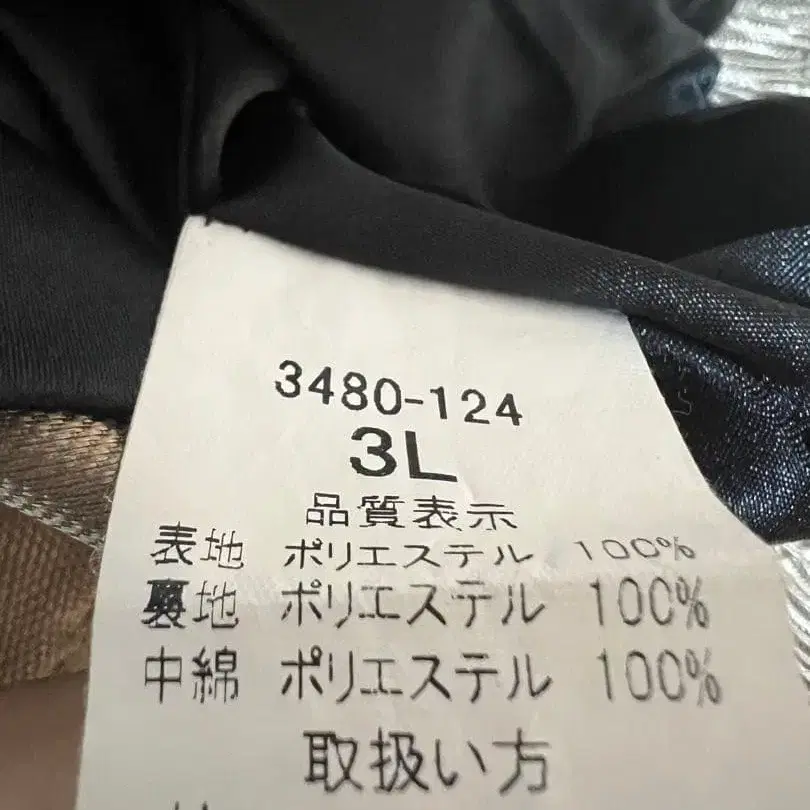 3480-124
3L
品質表示
表地 ポリエステル 100%
裏地 ポリエステル 100%
中綿 ポリエステル 100%
取扱い方